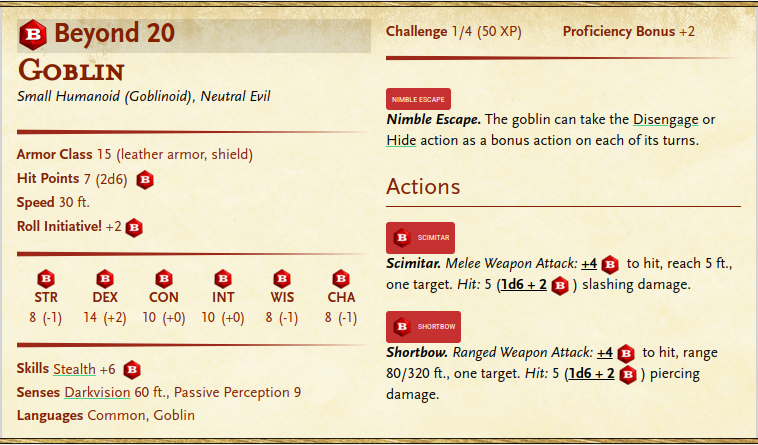 Beyond 20
Goblin
Small Humanoid (Goblinoid), Neutral Evil
Armor Class 15 (leather armor, shield)
Hit Points 7 (2d6) B
Speed 30 ft.
Roll Initiative! +2 B
B B B B B B
STR DEX CON INT WIS CHA
8 (-1) 14 (+2) 10 (+0) 10 (+0) 8 (-1) 8 (-1)
Skills Stealth +6 B
Senses Darkvision 60 ft., Passive Perception 9
Languages Common, Goblin
Challenge 1/4 (50 XP) Proficiency Bonus +2
NIMBLE ESCAPE
Nimble Escape. The goblin can take the Disengage or
Hide action as a bonus action on each of its turns.
Actions
B SCIMITAR
Scimitar. Melee Weapon Attack: +4 B to hit, reach 5 ft.,
one target. Hit: 5 (1d6 + 2 B ) slashing damage.
B SHORTBOW
Shortbow. Ranged Weapon Attack: +4 B to hit, range
80/320 ft., one target. Hit: 5 (1d6 + 2 B ) piercing
damage.